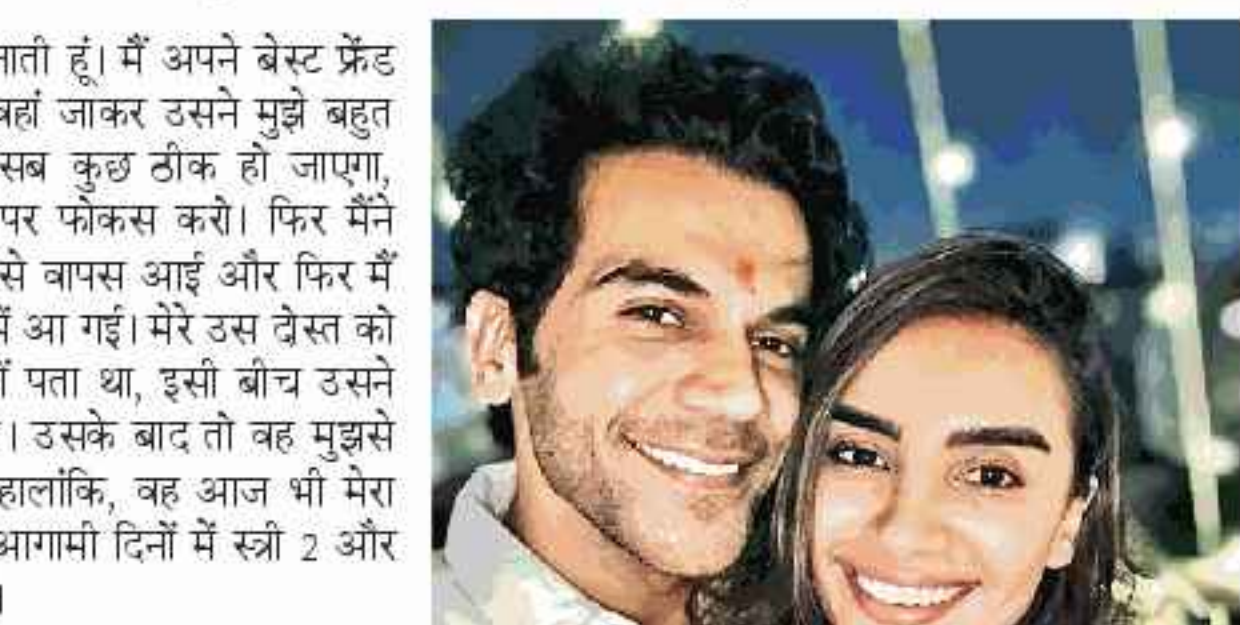 हूं। मैं अपने बेस्ट फ्रेंड
जाकर उसने मुझे बहुत
सब कुछ ठीक हो जाएगा,
पर फोकस करो। फिर मैंने
से वापस आई और फिर मैं
आ गई। मेरे उस दोस्त को
पता था, इसी बीच उसने
। उसके बाद तो वह मुझसे
हालांकि, वह आज भी मेरा
आगामी दिनों में स्त्री 2 और